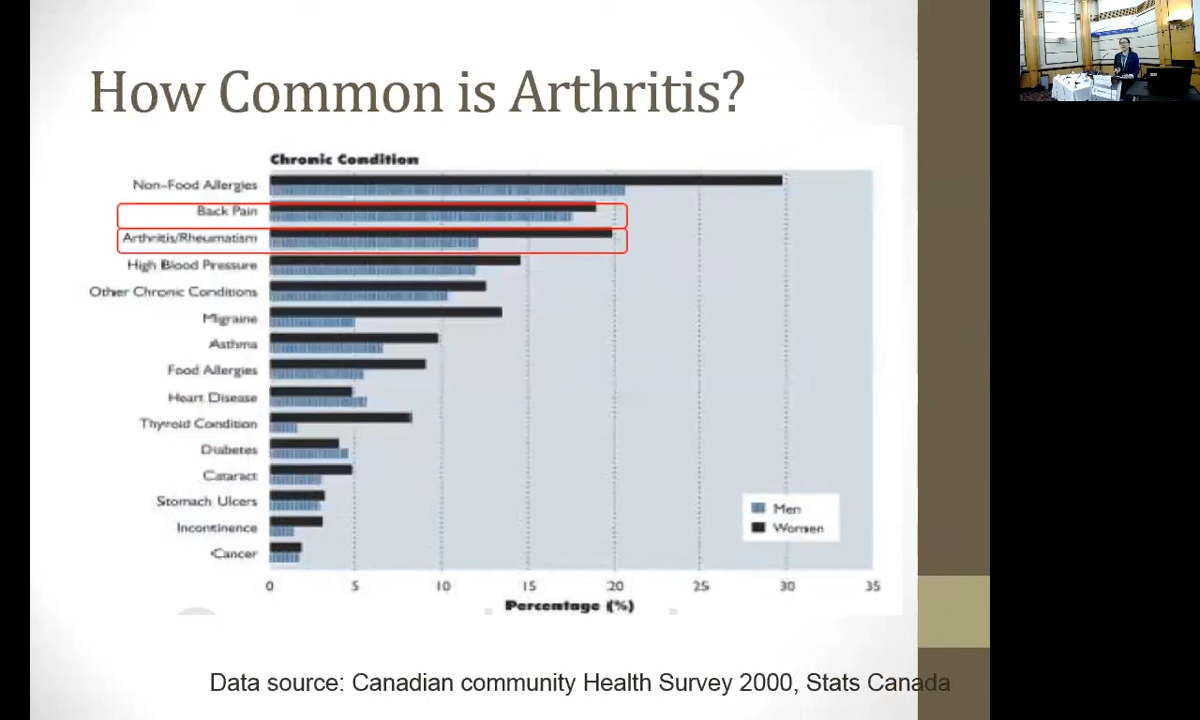 How Common is Arthritis?
Chronic Condition
Non-Food Allergies
Back Pain
Arthritis/Rheumatism
High Blood Pressure
Other Chronic Conditions
Migraine
Asthma
Food Allergies
Heart Disease
Thyroid Condition
Diabetes
Cataract
Stomach Ulcers
Incontinence
Cancer
Men
Women
0 5 10 15 20 25 30 35
Percentage (%)
Data source: Canadian community Health Survey 2000, Stats Canada